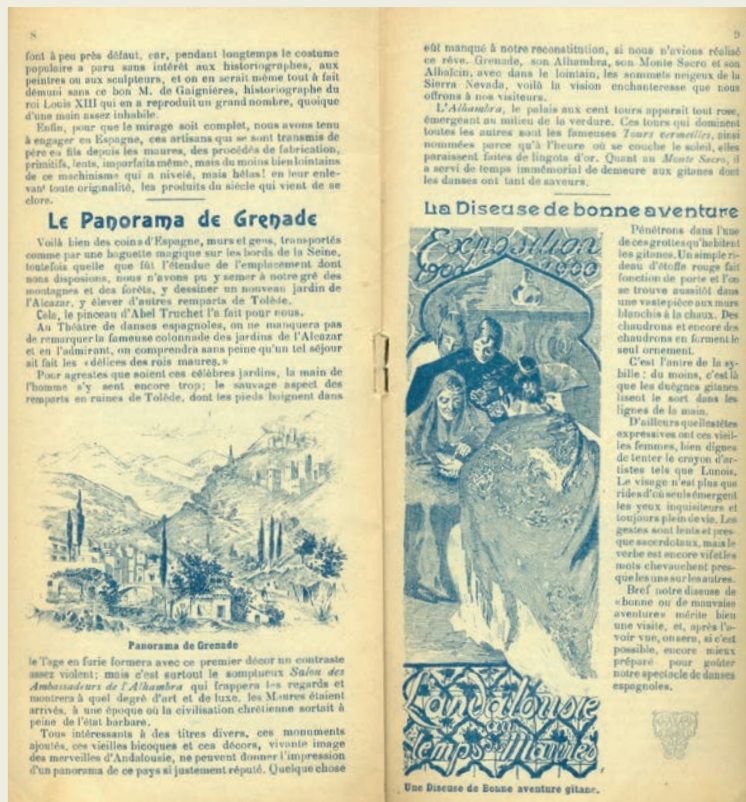 8
font à peu près défaut, car, pendant longtemps le costume
populaire a paru sans intérêt aux historiographes, aux
peintres ou aux sculpteurs, et on en serait même tout à fait
démuni sans ce bon M. de Gaignières, historiographe du
roi Louis XIII qui en a reproduit un grand nombre, quoique
d'une main assez inhabile.
Enfin, pour que le mirage soit complet, nous avons tenu
à engager en Espagne, ces artisans qui se sont transmis de
père en fils depuis les maures, des procédés de fabrication,
primitifs, lents, imparfaits même, mais du moins bien lointains
de ce machinisme qui a nivelé, mais hélas! en leur enle-
vant toute originalité, les produits du siècle qui vient de se
clore.
Le Panorama de Grenade
Voilà bien des coins d'Espagne, murs et gens, transportés
comme par une baguette magique sur les bords de la Seine,
toutefois quelle que fût l'étendue de l'emplacement dont
nous disposions, nous n'avons pu y semer à notre gré des
montagnes et des forêts, y dessiner un nouveau jardin de
l'Alcazar, y élever d'autres remparts de Tolède.
Cela, le pinceau d'Abel Truchet l'a fait pour nous.
Au Théâtre de danses espagnoles, on ne manquera pas
de remarquer la fameuse colonnade des jardins de l'Alcazar
et en l'admirant, on comprendra sans peine qu'un tel séjour
ait fait les «délices des rois maures.»
Pour agrestes que soient ces célèbres jardins, la main de
l'homme s'y sent encore trop; le sauvage aspect des
remparts en ruines de Tolède, dont les pieds baignent dans
Panorama de Grenade
le Tage en furie formera avec ce premier décor un contraste
assez violent; mais c'est surtout le somptueux Salon des
Ambassadeurs de l'Alhambra qui frappera les regards et
montrera à quel degré d'art et de luxe, les Maures étaient
arrivés, à une époque où la civilisation chrétienne sortait à
peine de l'état barbare.
Tous intéressants à des titres divers, ces monuments
ajoutés, ces vieilles bicoques et ces décors, vivante image
des merveilles d'Andalousie, ne peuvent donner l'impression
d'un panorama de ce pays si justement réputé. Quelque chose
9
eût manqué à notre reconstitution, si nous n'avions réalisé
ce rêve. Grenade, son Alhambra, son Monte Sacro et son
Albaïcin, avec dans le lointain, les sommets neigeux de la
Sierra Nevada, voilà la vision enchanteresse que nous
offrons à nos visiteurs.
L'Alhambra, le palais aux cent tours apparaît tout rose,
émergeant au milieu de la verdure. Ces tours qui dominent
toutes les autres sont les fameuses Tours vermeilles, ainsi
nommées parce qu'à l'heure où se couche le soleil, elles
paraissent faites de lingots d'or. Quant au Monte Sacro, il
a servi de temps immémorial de demeure aux gitanes dont
les danses ont tant de saveurs.
La Diseuse de bonne aventure
Exposition
1900 1900
Pénétrons dans l'une
de ces grottes qu'habitent
les gitanes. Un simple ri-
deau d'étoffe rouge fait
fonction de porte et l'on
se trouve aussitôt dans
une vaste pièce aux murs
blanchis à la chaux. Des
chaudrons et encore des
chaudrons en forment le
seul ornement.
C'est l'antre de la sy-
bille : du moins, c'est là
que les duègnes gitanes
lisent le sort dans les
lignes de la main.
D'ailleurs quelles têtes
expressives ont ces vieil-
les femmes, bien dignes
de tenter le crayon d'ar-
tistes tels que Lunois.
Le visage n'est plus que
rides d'où seuls émergent
les yeux inquisiteurs et
toujours plein de vie. Les
gestes sont lents et pres-
que sacerdotaux, mais le
verbe est encore vif et les
mots chevauchent pres-
que les uns sur les autres.
Bref notre diseuse de
«bonne ou de mauvaise
aventure» mérite bien
une visite, et, après l'a-
voir vue, on sera, si c'est
possible, encore mieux
préparé pour goûter
notre spectacle de danses
espagnoles.
L'andalousie
au
temps des Maures
Une Diseuse de Bonne aventure gitane.